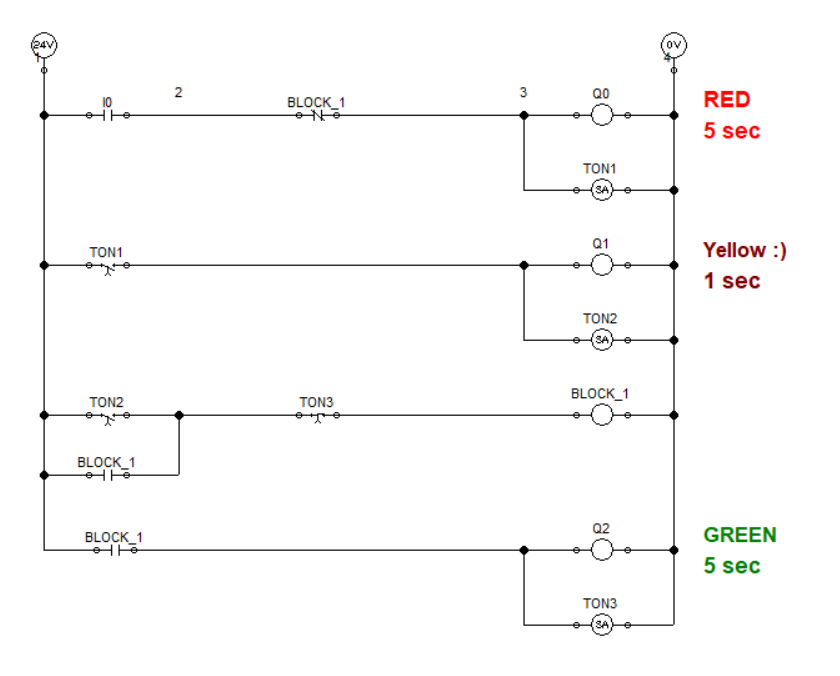 24V 0V
1 4
I0 2 BLOCK_1 3 Q0 RED
5 sec
TON1
SA
TON1 Q1 Yellow :)
1 sec
TON2
SA
TON2 TON3 BLOCK_1
BLOCK_1
BLOCK_1 Q2 GREEN
5 sec
TON3
SA